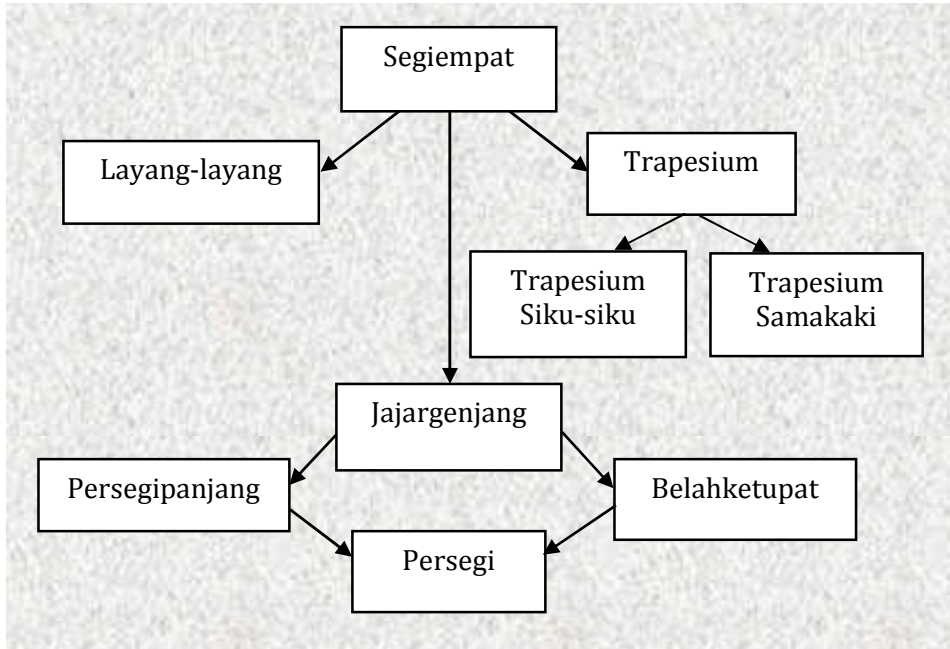 Segiempat
Layang-layang
Trapesium
Trapesium
Siku-siku
Trapesium
Samakaki
Jajargenjang
Persegipanjang
Belahketupat
Persegi